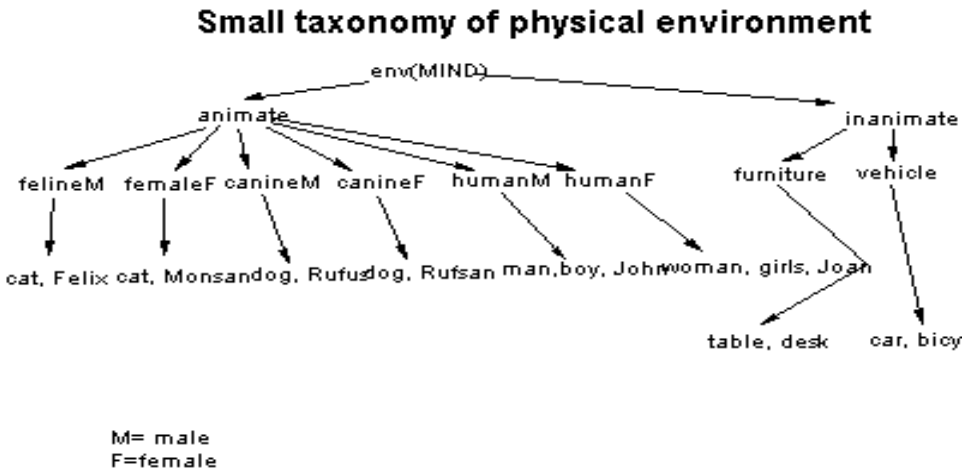 Small taxonomy of physical environment
env(MIND)
animate inanimate
felineM femaleF canineM canineF humanM humanF furniture vehicle
cat, Felix cat, Monsan dog, Rufus dog, Rufsan man,boy, John woman, girls, Joan
table, desk car, bicy
M= male
F=female